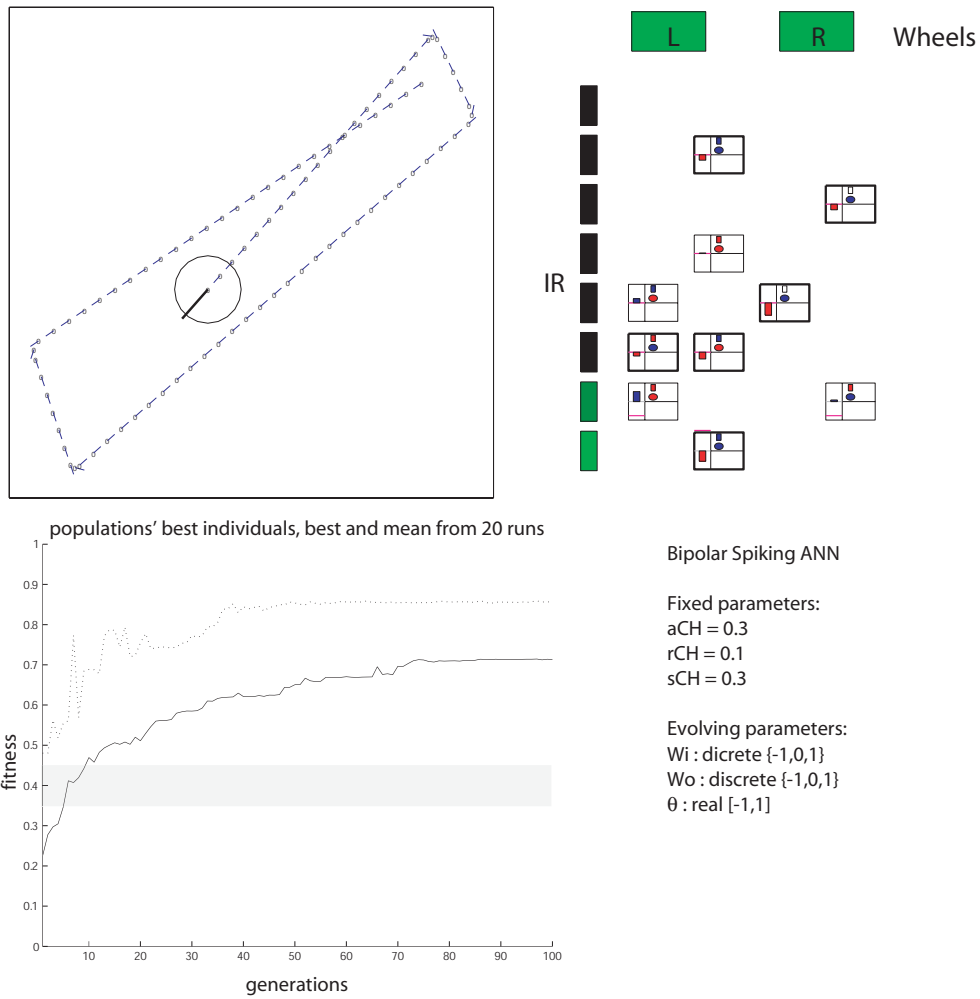 L
R
Wheels
IR
populations' best individuals, best and mean from 20 runs
1
0.9
0.8
0.7
0.6
0.5
0.4
0.3
0.2
0.1
0
fitness
10
20
30
40
50
60
70
80
90
100
generations
Bipolar Spiking ANN
Fixed parameters:
aCH = 0.3
rCH = 0.1
sCH = 0.3
Evolving parameters:
Wi : dicrete {-1,0,1}
Wo : discrete {-1,0,1}
θ : real [-1,1]